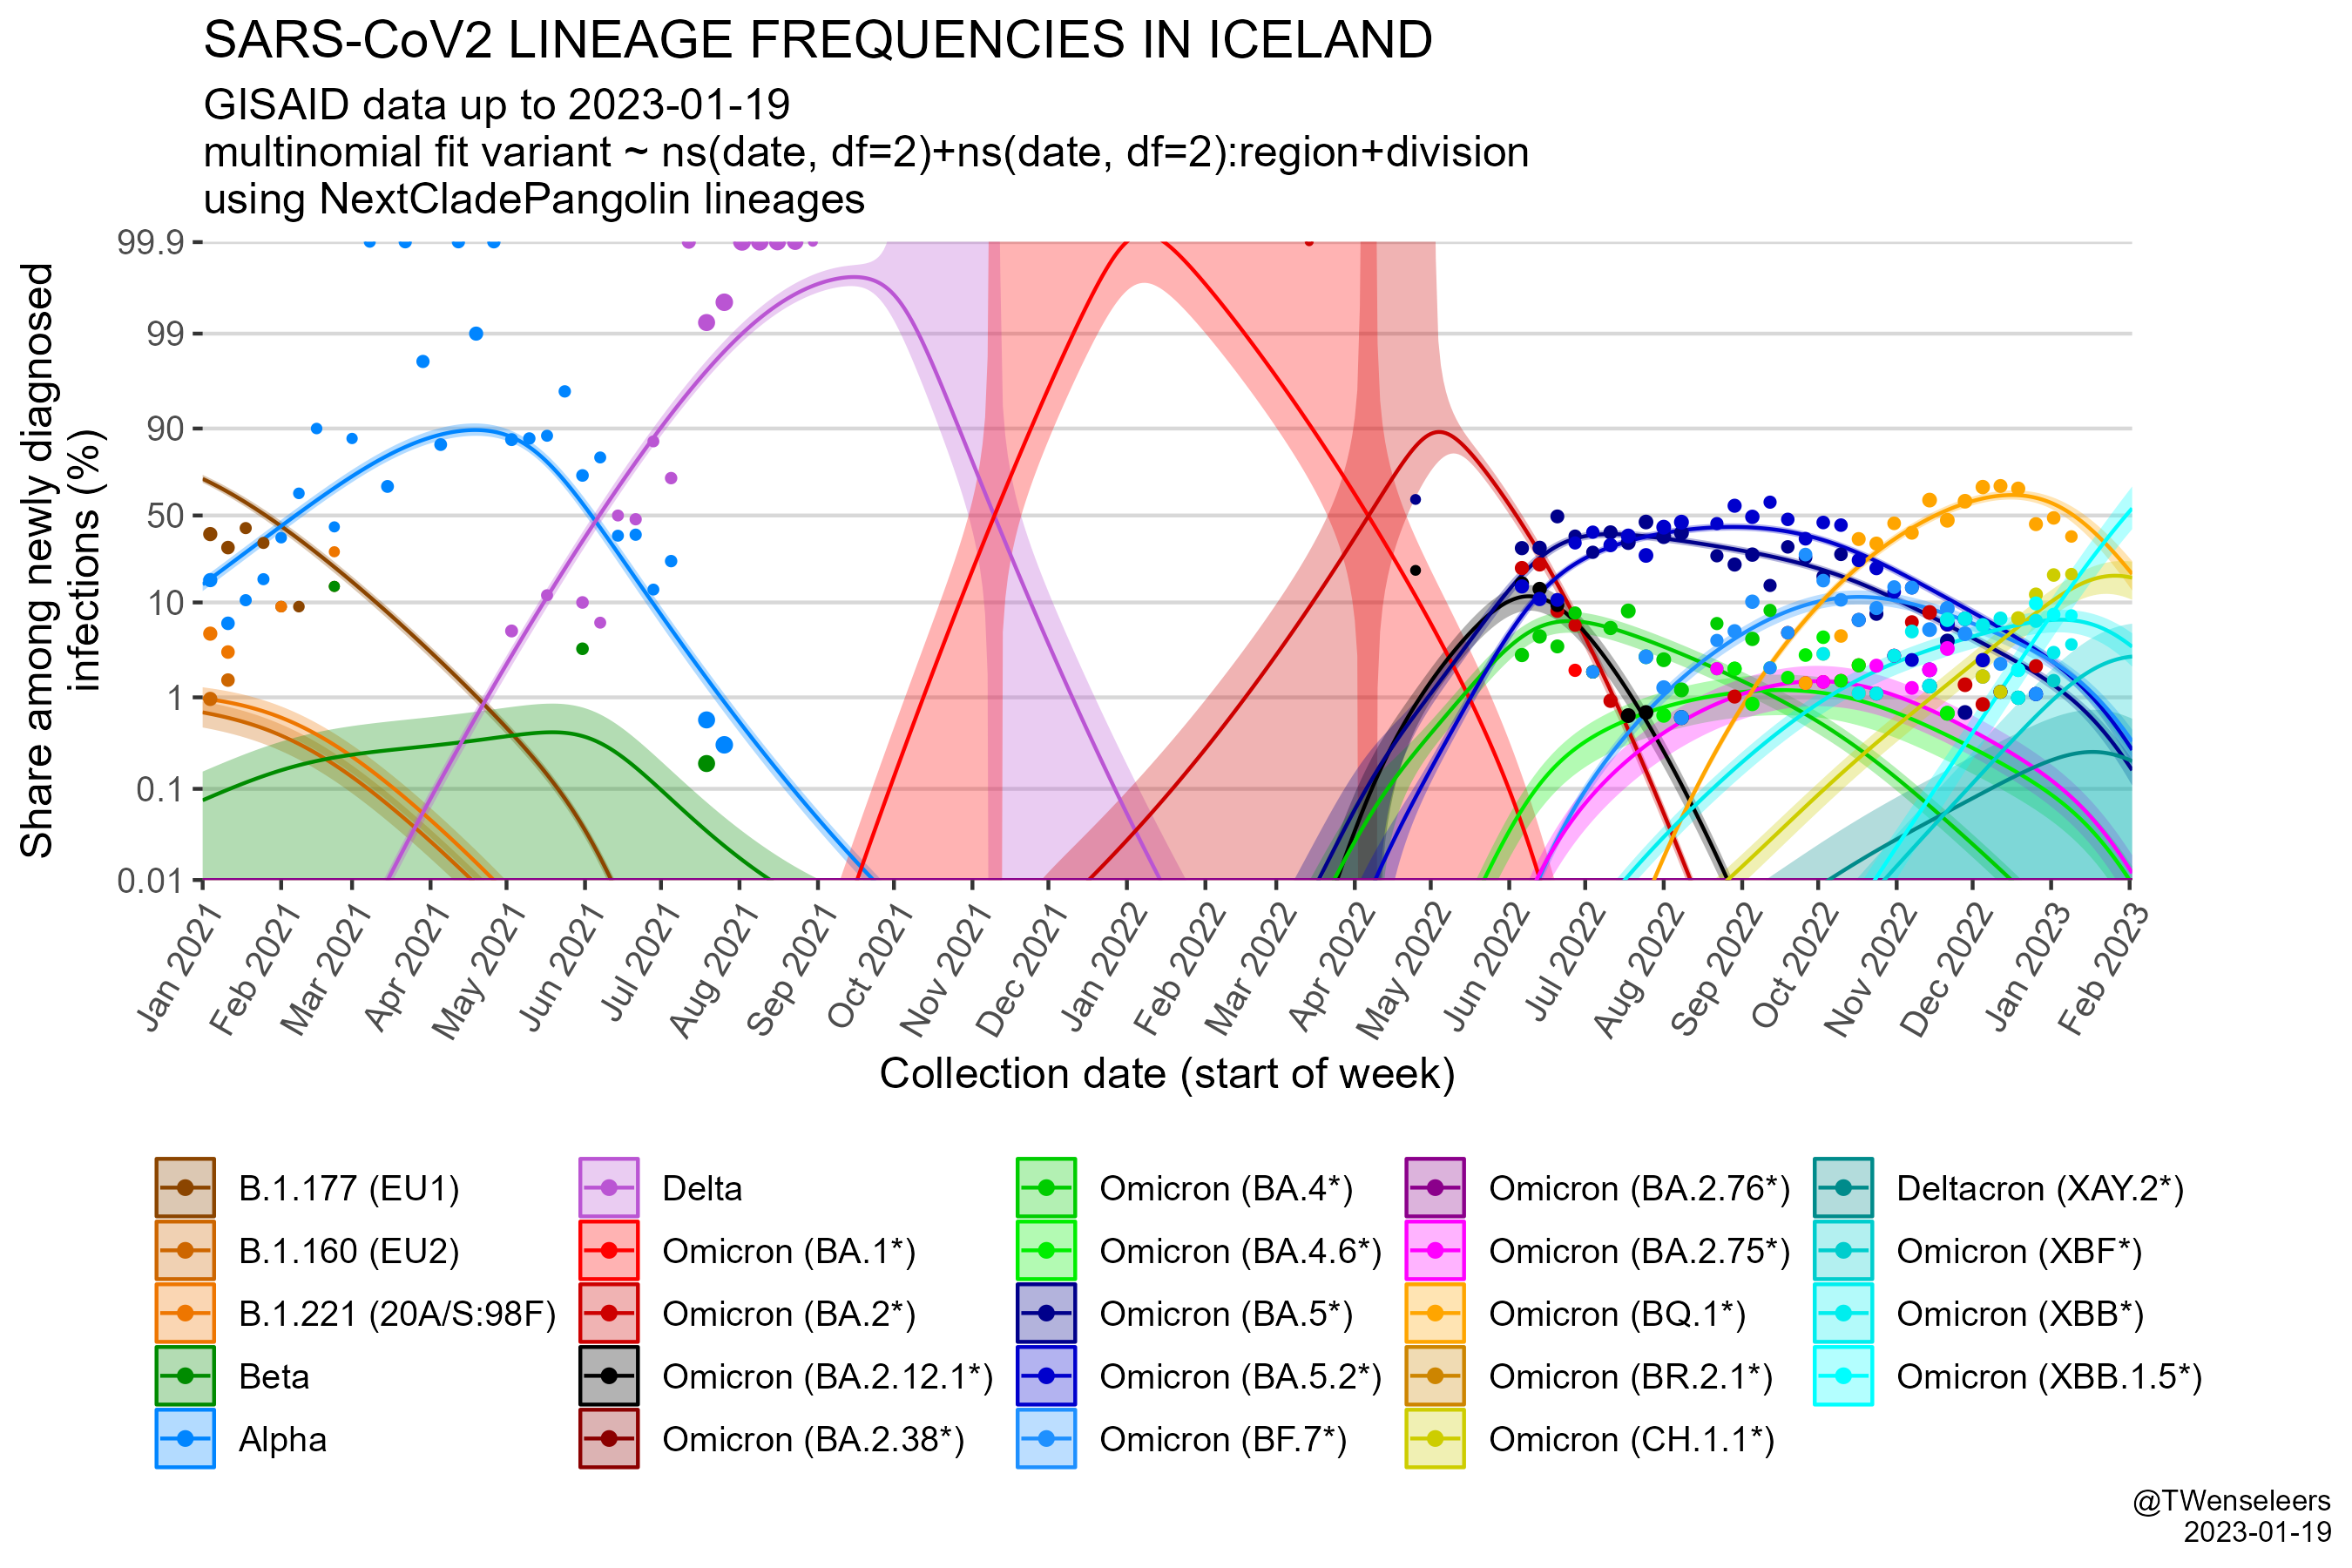 SARS-CoV2 LINEAGE FREQUENCIES IN ICELAND
GISAID data up to 2023-01-19
multinomial fit variant ~ ns(date, df=2)+ns(date, df=2):region+division
using NextCladePangolin lineages
Share among newly diagnosed
infections (%)
99.9
99
90
50
10
1
0.1
0.01
Jan 2021
Feb 2021
Mar 2021
Apr 2021
May 2021
Jun 2021
Jul 2021
Aug 2021
Sep 2021
Oct 2021
Nov 2021
Dec 2021
Jan 2022
Feb 2022
Mar 2022
Apr 2022
May 2022
Jun 2022
Jul 2022
Aug 2022
Sep 2022
Oct 2022
Nov 2022
Dec 2022
Jan 2023
Feb 2023
Collection date (start of week)
B.1.177 (EU1)
B.1.160 (EU2)
B.1.221 (20A/S:98F)
Beta
Alpha
Delta
Omicron (BA.1*)
Omicron (BA.2*)
Omicron (BA.2.12.1*)
Omicron (BA.2.38*)
Omicron (BA.4*)
Omicron (BA.4.6*)
Omicron (BA.5*)
Omicron (BA.5.2*)
Omicron (BF.7*)
Omicron (BA.2.76*)
Omicron (BA.2.75*)
Omicron (BQ.1*)
Omicron (BR.2.1*)
Omicron (CH.1.1*)
Deltacron (XAY.2*)
Omicron (XBF*)
Omicron (XBB*)
Omicron (XBB.1.5*)
@TWenseleers
2023-01-19